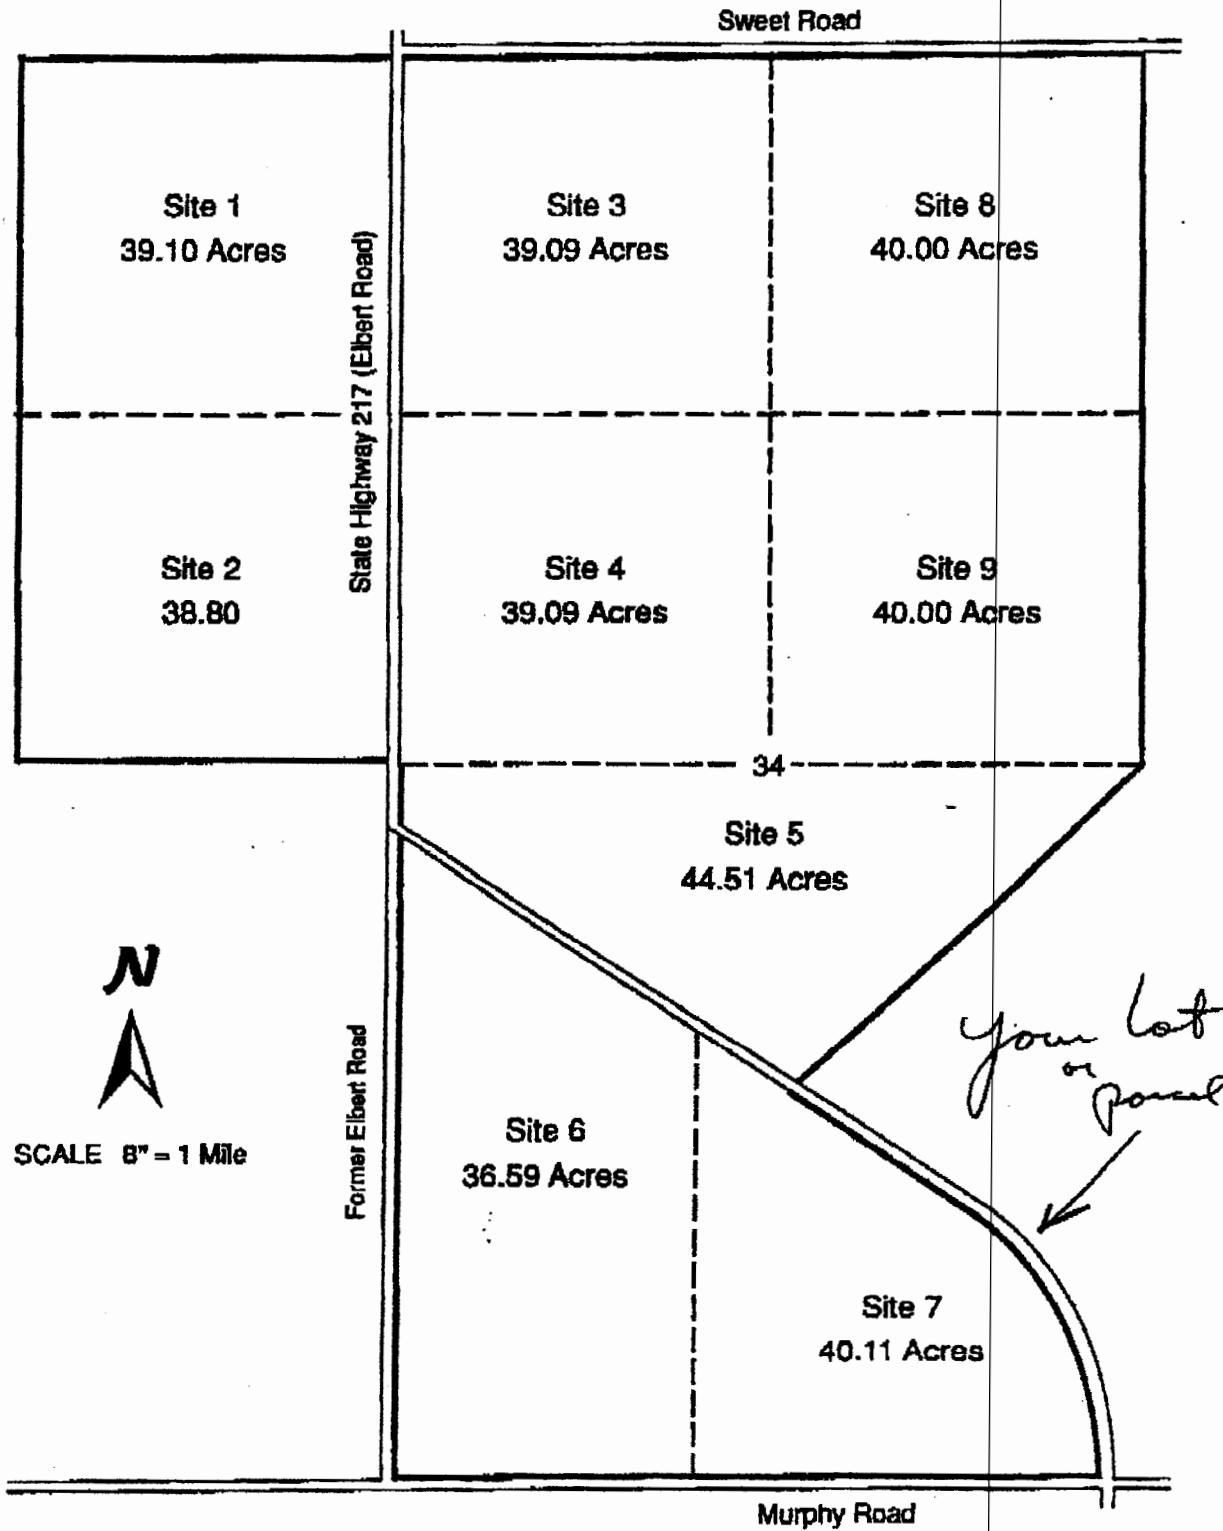 Sweet Road
Site 1
39.10 Acres
Site 3
39.09 Acres
Site 8
40.00 Acres
State Highway 217 (Elbert Road)
Site 2
38.80
Site 4
39.09 Acres
Site 9
40.00 Acres
34
Site 5
44.51 Acres
N
SCALE 8" = 1 Mile
Former Elbert Road
your lot
or
parcel
Site 6
36.59 Acres
Site 7
40.11 Acres
Murphy Road